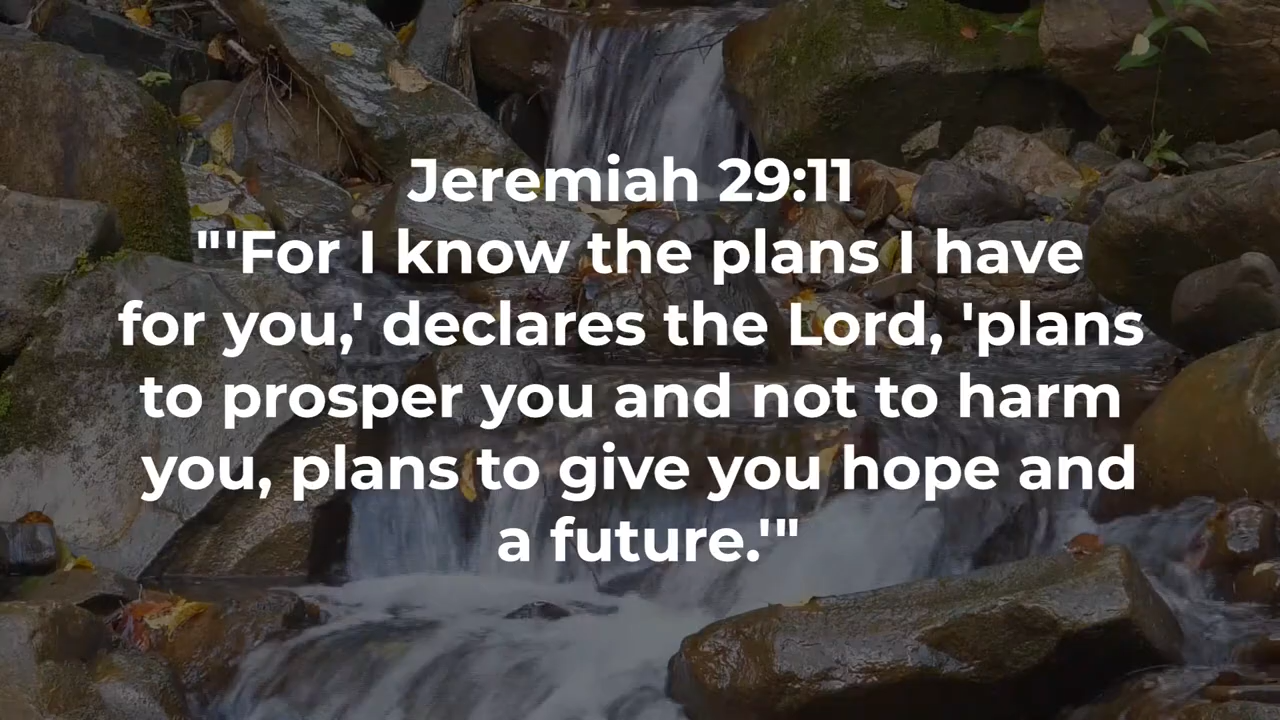 Jeremiah 29:11
"'For I know the plans I have
for you,' declares the Lord, 'plans
to prosper you and not to harm
you, plans to give you hope and
a future.'"